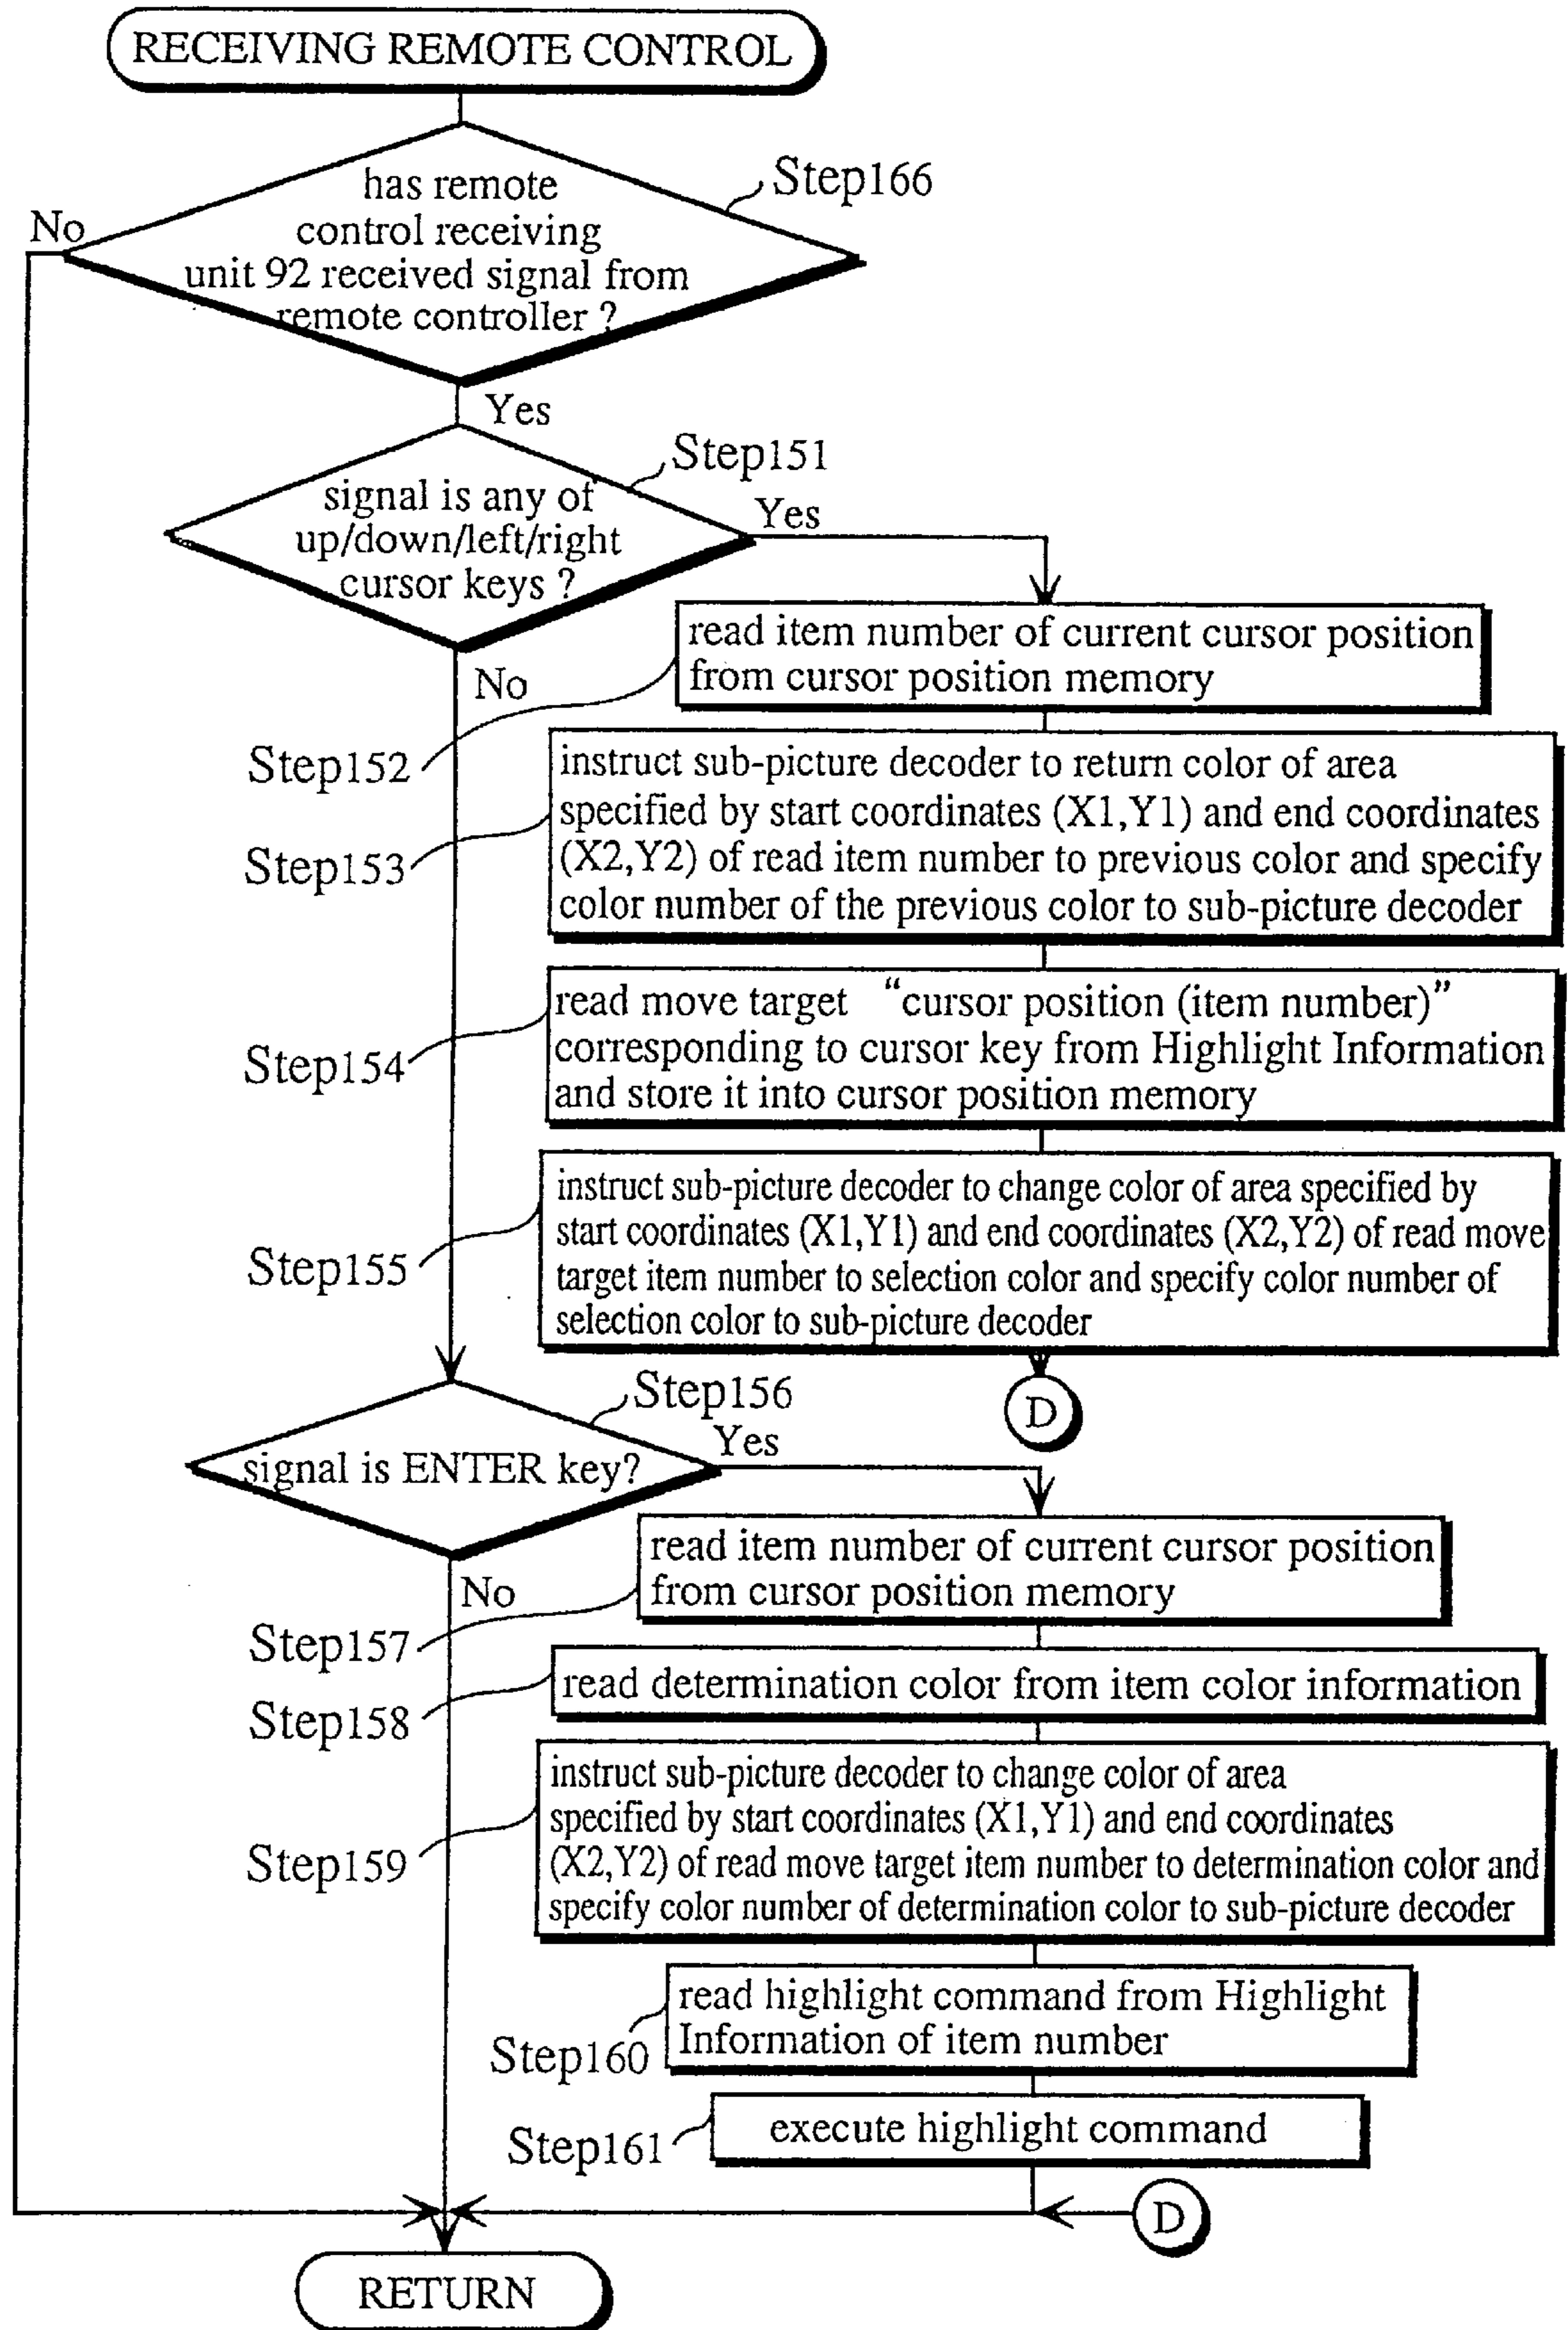 RECEIVING REMOTE CONTROL
Step166
has remote
control receiving
unit 92 received signal from
remote controller ?
No
Yes
Step151
signal is any of
up/down/left/right
cursor keys ?
Yes
No
read item number of current cursor position
from cursor position memory
Step152
instruct sub-picture decoder to return color of area
specified by start coordinates (X1,Y1) and end coordinates
(X2,Y2) of read item number to previous color and specify
color number of the previous color to sub-picture decoder
Step153
read move target “cursor position (item number)”
corresponding to cursor key from Highlight Information
and store it into cursor position memory
Step154
instruct sub-picture decoder to change color of area specified by
start coordinates (X1,Y1) and end coordinates (X2,Y2) of read move
target item number to selection color and specify color number of
selection color to sub-picture decoder
Step155
D
Step156
signal is ENTER key?
Yes
No
read item number of current cursor position
from cursor position memory
Step157
read determination color from item color information
Step158
instruct sub-picture decoder to change color of area
specified by start coordinates (X1,Y1) and end coordinates
(X2,Y2) of read move target item number to determination color and
specify color number of determination color to sub-picture decoder
Step159
read highlight command from Highlight
Information of item number
Step160
execute highlight command
Step161
D
RETURN